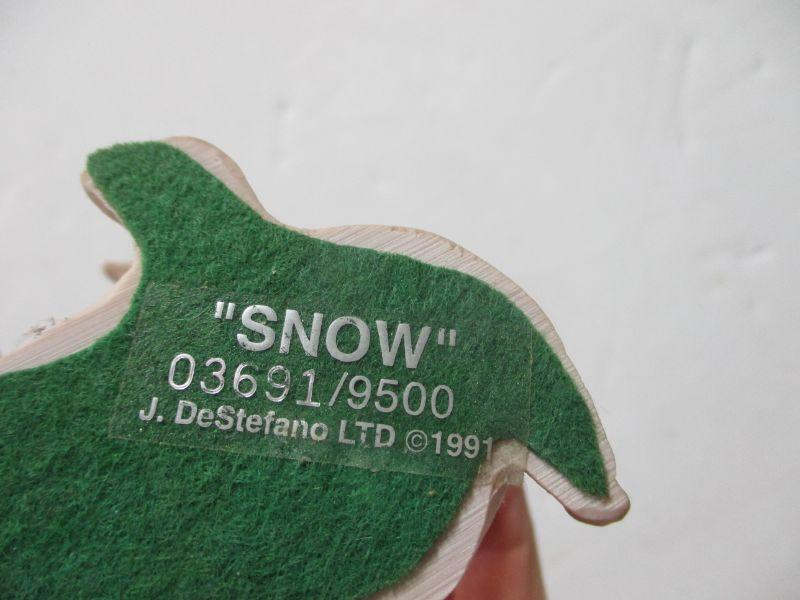 "SNOW"
03691/9500
J. DeStefano LTD ©1991